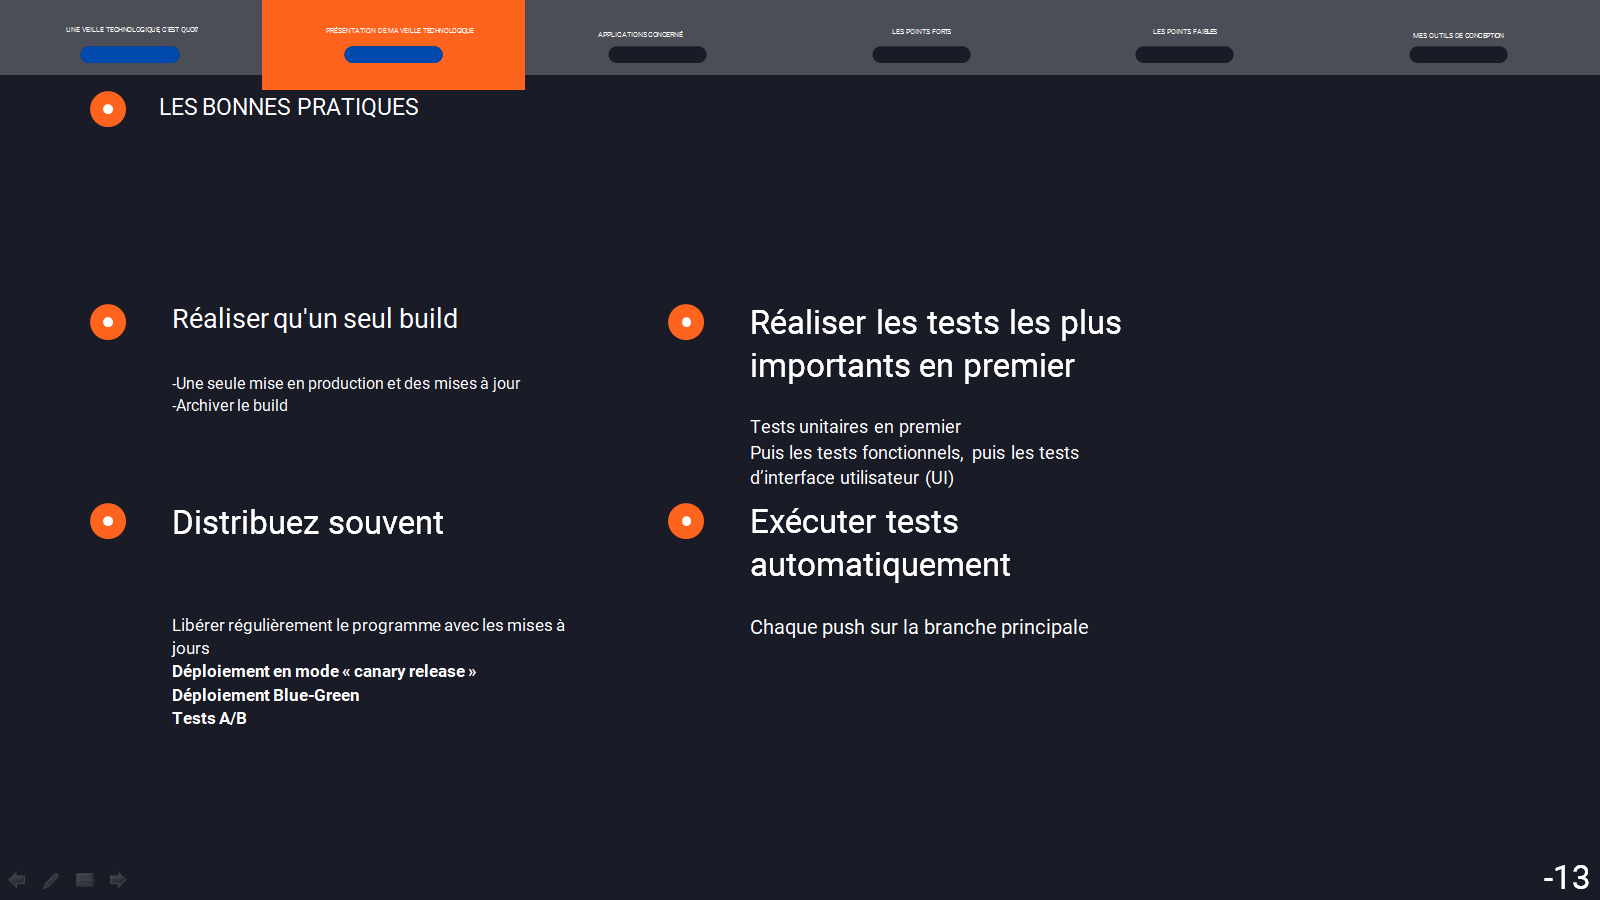 UNE VEILLE TECHNOLOGIQUE, C'EST QUOI?
PRÉSENTATION DE MA VEILLE TECHNOLOGIQUE
APPLICATIONS CONCERNÉ
LES POINTS FORTS
LES POINTS FAIBLES
MES OUTILS DE CONCEPTION
LES BONNES PRATIQUES
Réaliser qu'un seul build
-Une seule mise en production et des mises à jour
-Archiver le build
Réaliser les tests les plus
importants en premier
Tests unitaires en premier
Puis les tests fonctionnels, puis les tests
d’interface utilisateur (UI)
Distribuez souvent
Libérer régulièrement le programme avec les mises à
jours
Déploiement en mode « canary release »
Déploiement Blue-Green
Tests A/B
Exécuter tests
automatiquement
Chaque push sur la branche principale
-13